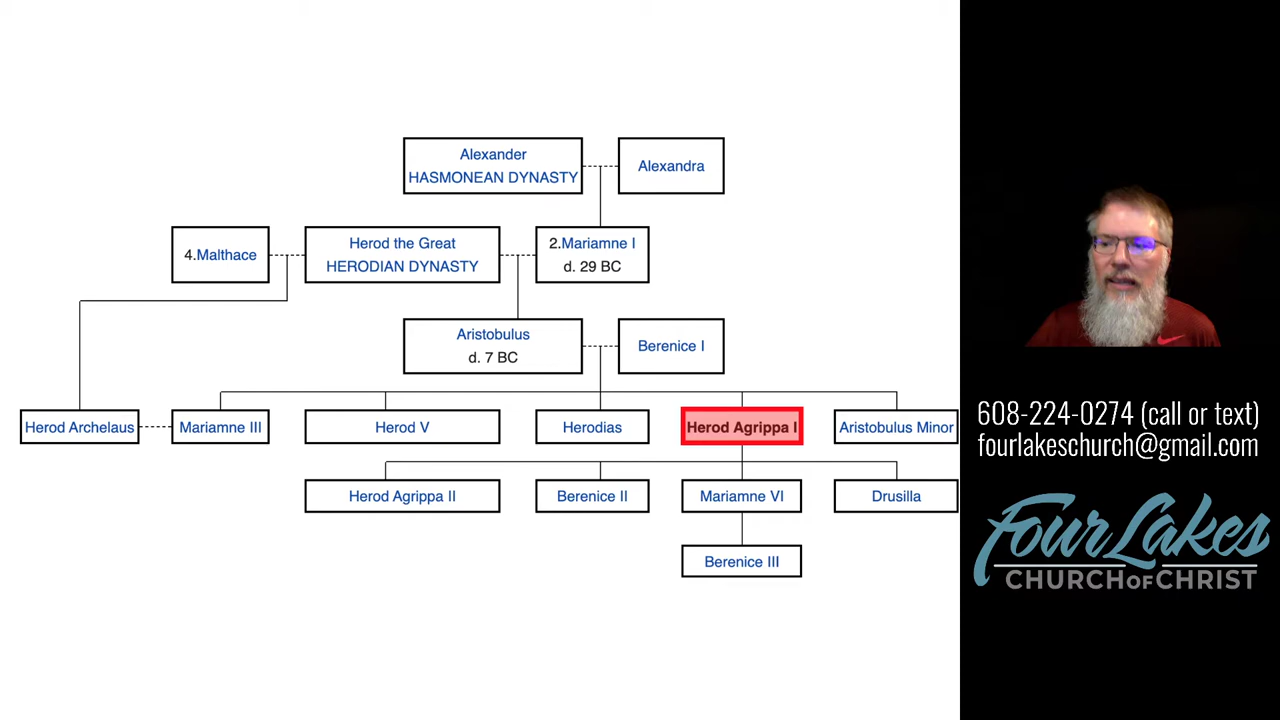 Alexander
HASMONEAN DYNASTY
Alexandra
4.Malthace
Herod the Great
HERODIAN DYNASTY
2.Mariamne I
d. 29 BC
Aristobulus
d. 7 BC
Berenice I
Herod Archelaus
Mariamne III
Herod V
Herodias
Herod Agrippa I
Aristobulus Minor
Herod Agrippa II
Berenice II
Mariamne VI
Drusilla
Berenice III
608-224-0274 (call or text)
fourlakeschurch@gmail.com
Four Lakes
CHURCH OF CHRIST